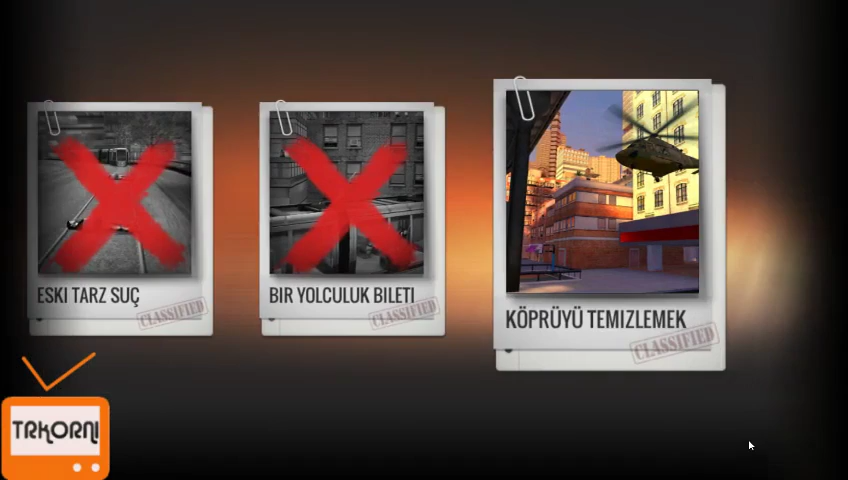 ESKI TARZ SUÇ
CLASSIFIED
BIR YOLCULUK BILETI
CLASSIFIED
KÖPRÜYÜ TEMIZLEMEK
CLASSIFIED
TRKORNI